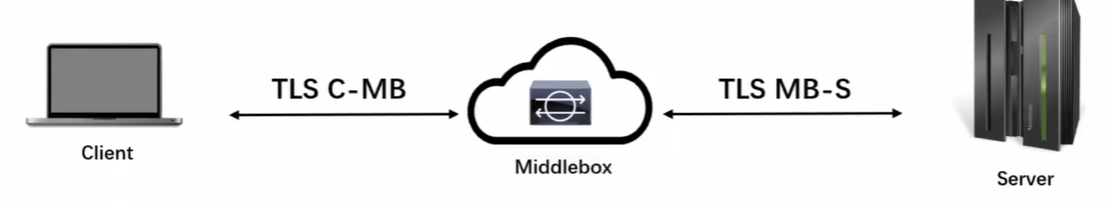 TLS C-MB
TLS MB-S
Client
Middlebox
Server